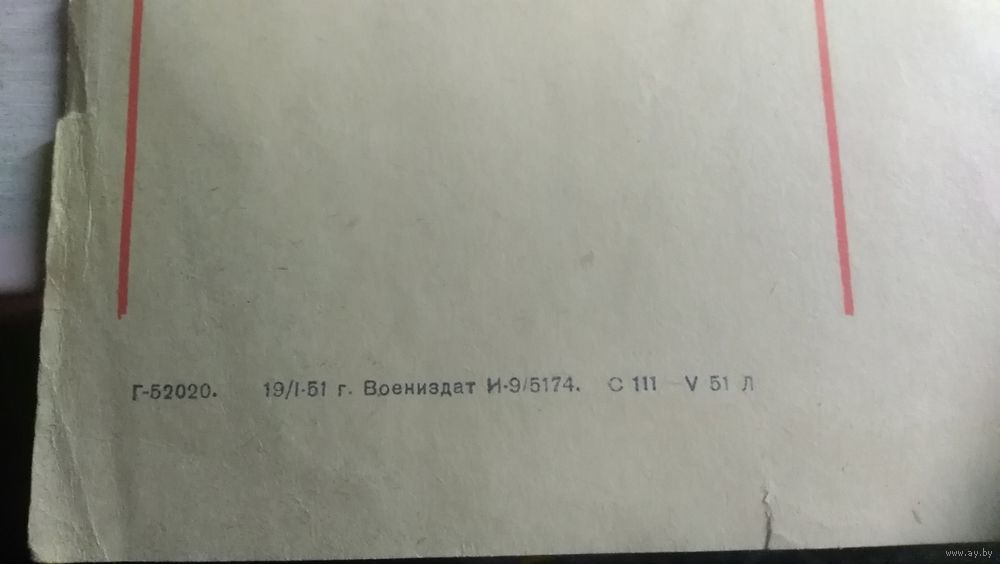 Г-52020. 19/I-51 г. Воениздат И-9/5174. С 111 V 51 Л
www.ay.by